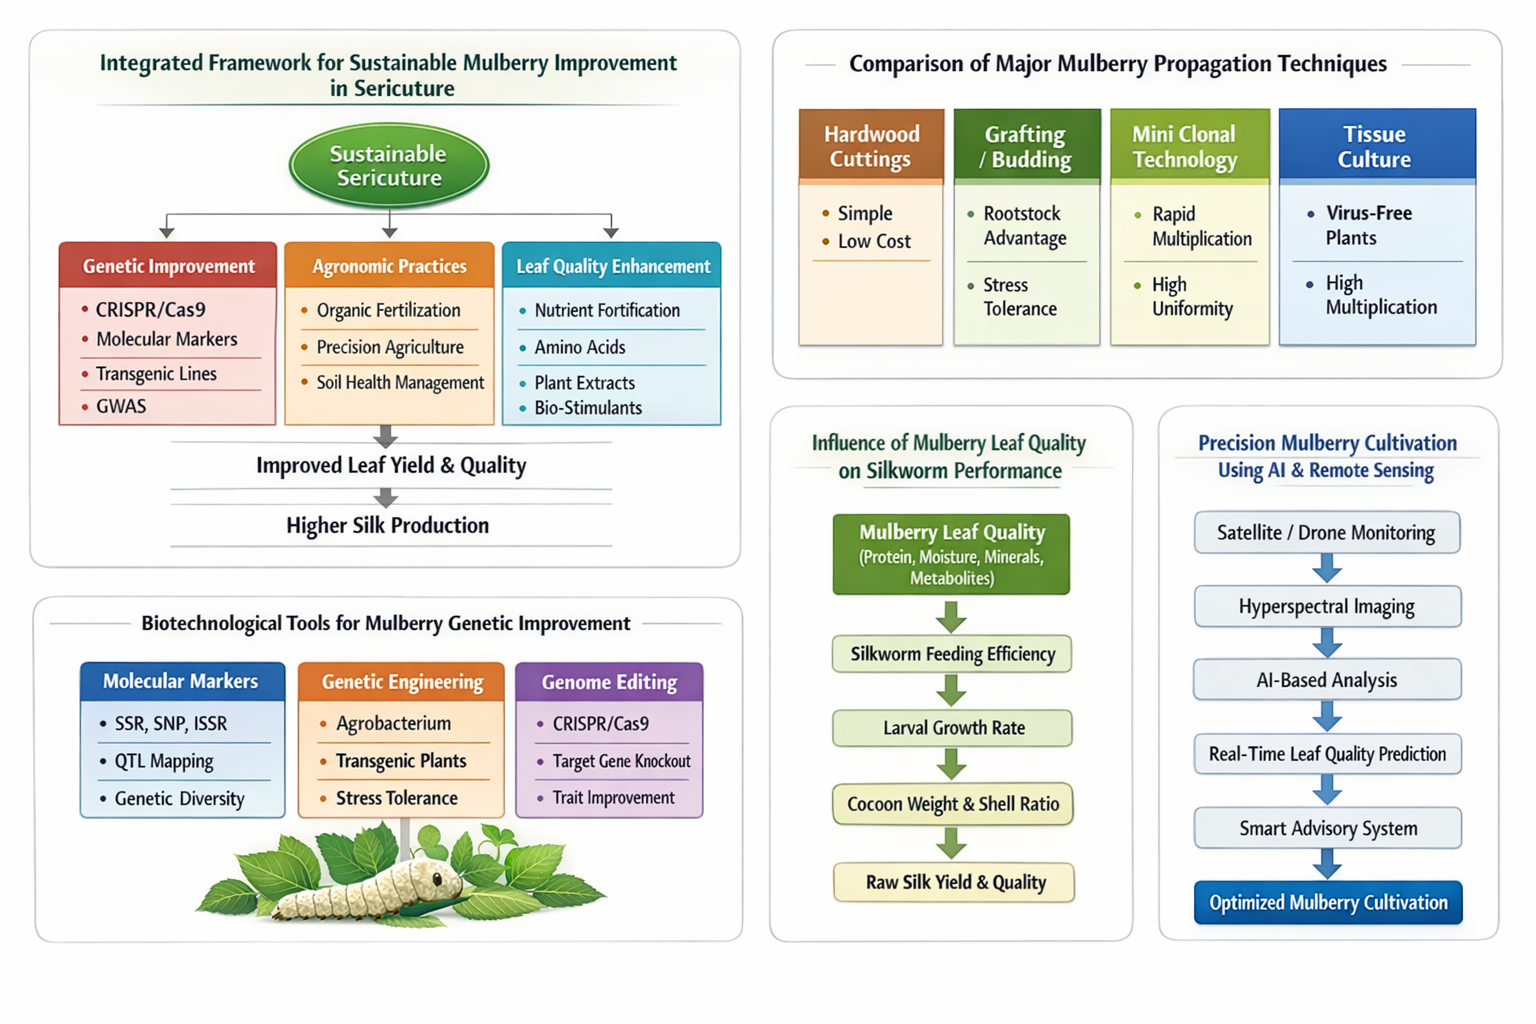 Integrated Framework for Sustainable Mulberry Improvement
in Sericuture
Sustainable
Sericuture
Genetic Improvement
• CRISPR/Cas9
• Molecular Markers
• Transgenic Lines
• GWAS
Agronomic Practices
• Organic Fertilization
• Precision Agriculture
• Soil Health Management
Leaf Quality Enhancement
• Nutrient Fortification
• Amino Acids
• Plant Extracts
• Bio-Stimulants
Improved Leaf Yield & Quality
Higher Silk Production
Comparison of Major Mulberry Propagation Techniques
Hardwood
Cuttings
• Simple
• Low Cost
Grafting
/ Budding
• Rootstock
Advantage
• Stress
Tolerance
Mini Clonal
Technology
• Rapid
Multiplication
• High
Uniformity
Tissue
Culture
• Virus-Free
Plants
• High
Multiplication
Biotechnological Tools for Mulberry Genetic Improvement
Molecular Markers
• SSR, SNP, ISSR
• QTL Mapping
• Genetic Diversity
Genetic Engineering
• Agrobacterium
• Transgenic Plants
• Stress Tolerance
Genome Editing
• CRISPR/Cas9
• Target Gene Knockout
• Trait Improvement
Influence of Mulberry Leaf Quality
on Silkworm Performance
Mulberry Leaf Quality
(Protein, Moisture, Minerals,
Metabolites)
Silkworm Feeding Efficiency
Larval Growth Rate
Cocoon Weight & Shell Ratio
Raw Silk Yield & Quality
Precision Mulberry Cultivation
Using AI & Remote Sensing
Satellite / Drone Monitoring
Hyperspectral Imaging
AI-Based Analysis
Real-Time Leaf Quality Prediction
Smart Advisory System
Optimized Mulberry Cultivation